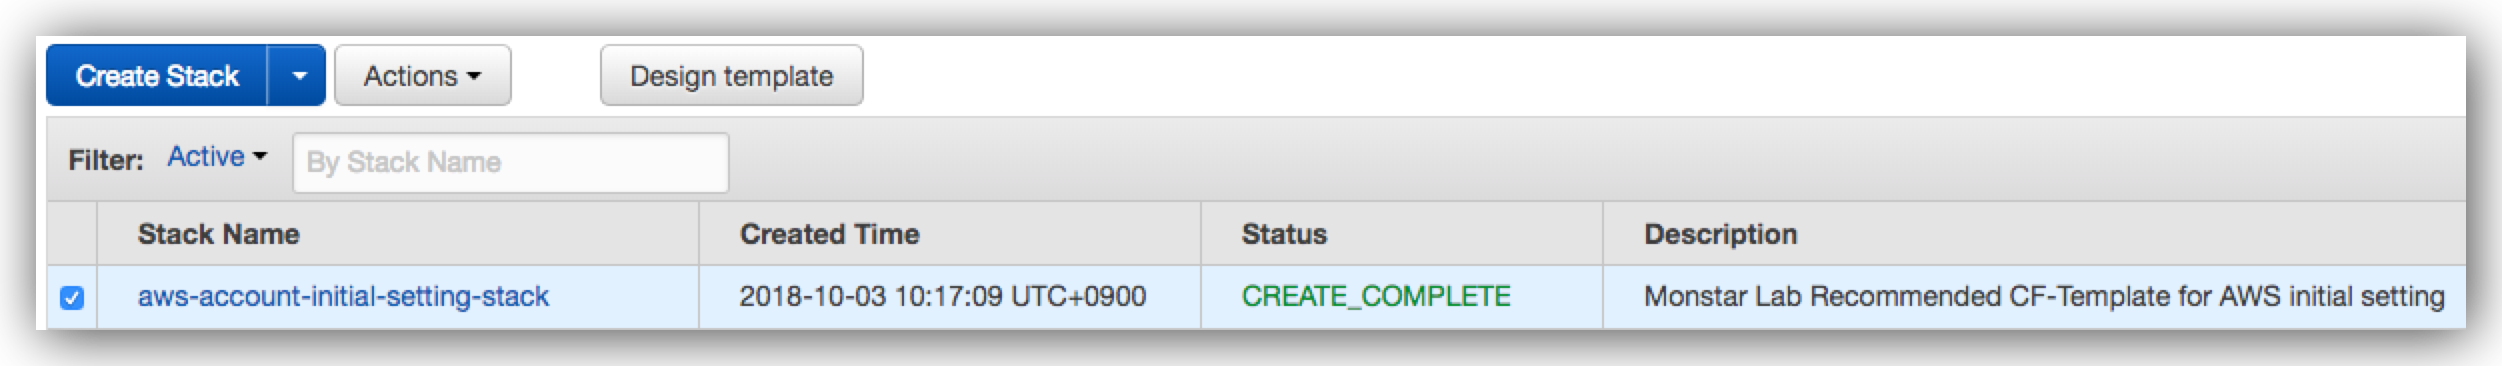 Create Stack Actions Design template
Filter: Active By Stack Name
Stack Name Created Time Status Description
aws-account-initial-setting-stack 2018-10-03 10:17:09 UTC+0900 CREATE_COMPLETE Monstar Lab Recommended CF-Template for AWS initial setting